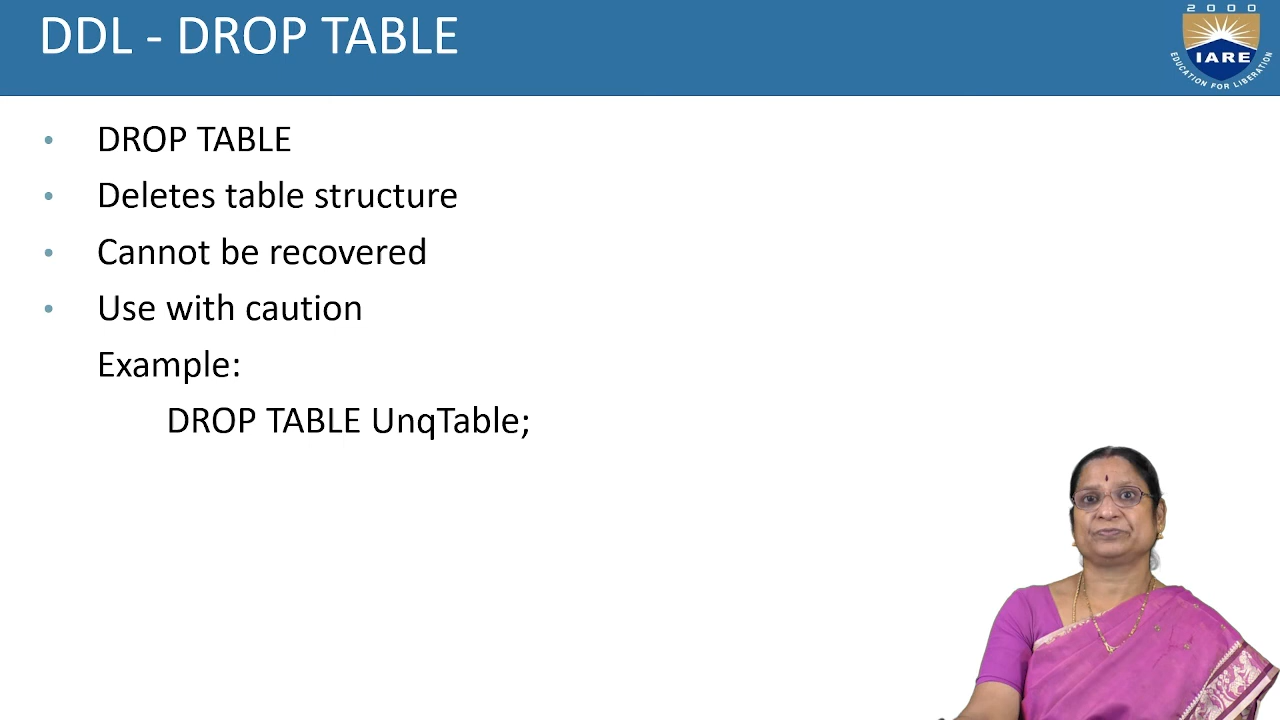 DDL - DROP TABLE
2000
IARE
EDUCATION FOR LIBERATION
• DROP TABLE
• Deletes table structure
• Cannot be recovered
• Use with caution
Example:
DROP TABLE UnqTable;